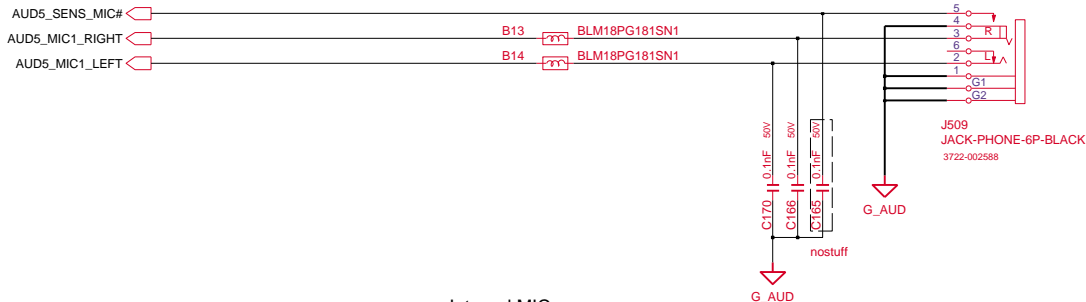 AUD5_SENS_MIC#
AUD5_MIC1_RIGHT
AUD5_MIC1_LEFT
B13
BLM18PG181SN1
B14
BLM18PG181SN1
5
4
3
6
2
1
G1
G2
R
L
J509
JACK-PHONE-6P-BLACK
3722-002588
C170
0.1nF
50V
C166
0.1nF
50V
C165
0.1nF
50V
nostuff
G_AUD
G_AUD